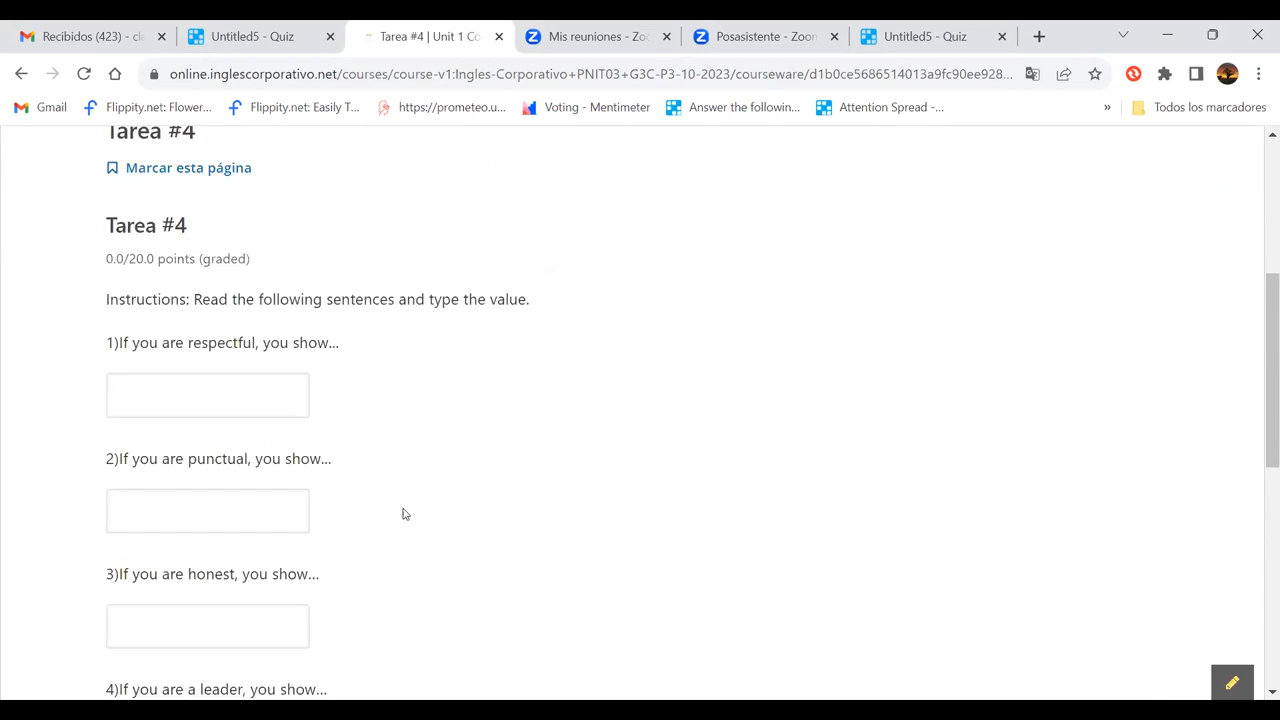 Recibidos (423) - cl
Untitled5 - Quiz
Tarea #4 | Unit 1 Co
Mis reuniones - Zoo
Posasistente - Zoom
Untitled5 - Quiz
online.inglescorporativo.net/courses/course-v1:Ingles-Corporativo+PNIT03+G3C-P3-10-2023/courseware/d1b0ce5686514013a9fc90ee928...
Gmail
Flippity.net: Flower...
Flippity.net: Easily T...
https://prometeo.u...
Voting - Mentimeter
Answer the followin...
Attention Spread -...
»
Todos los marcadores
Tarea #4
Marcar esta página
Tarea #4
0.0/20.0 points (graded)
Instructions: Read the following sentences and type the value.
1)If you are respectful, you show...
2)If you are punctual, you show...
3)If you are honest, you show...
4)If you are a leader, you show...